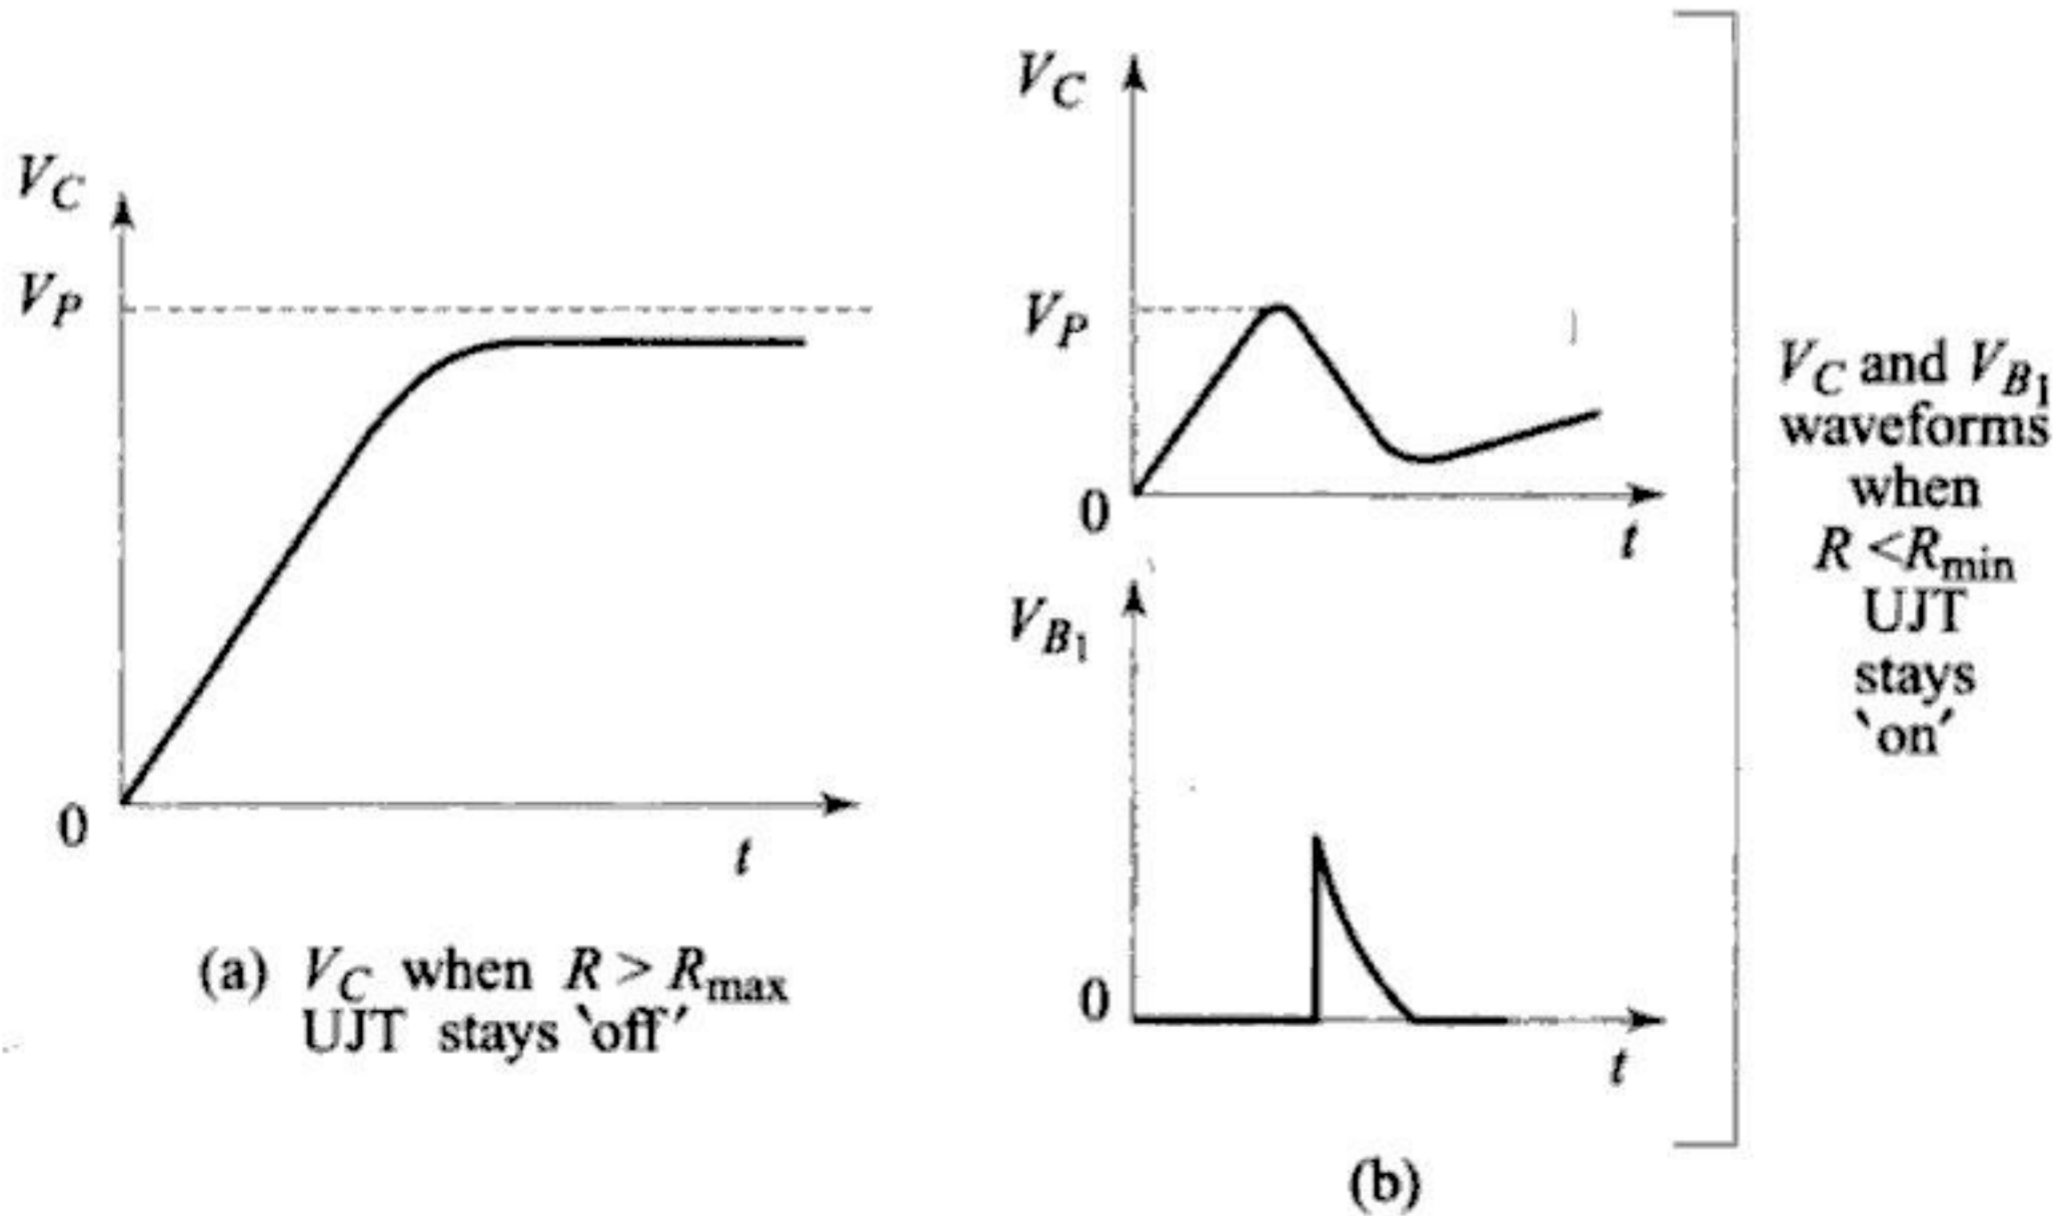 V_C
V_P
0
t
(a) V_C when R > R_max
UJT stays `off'
V_C
V_P
0
t
V_B1
0
t
(b)
V_C and V_B1
waveforms
when
R <R_min
UJT
stays
`on'